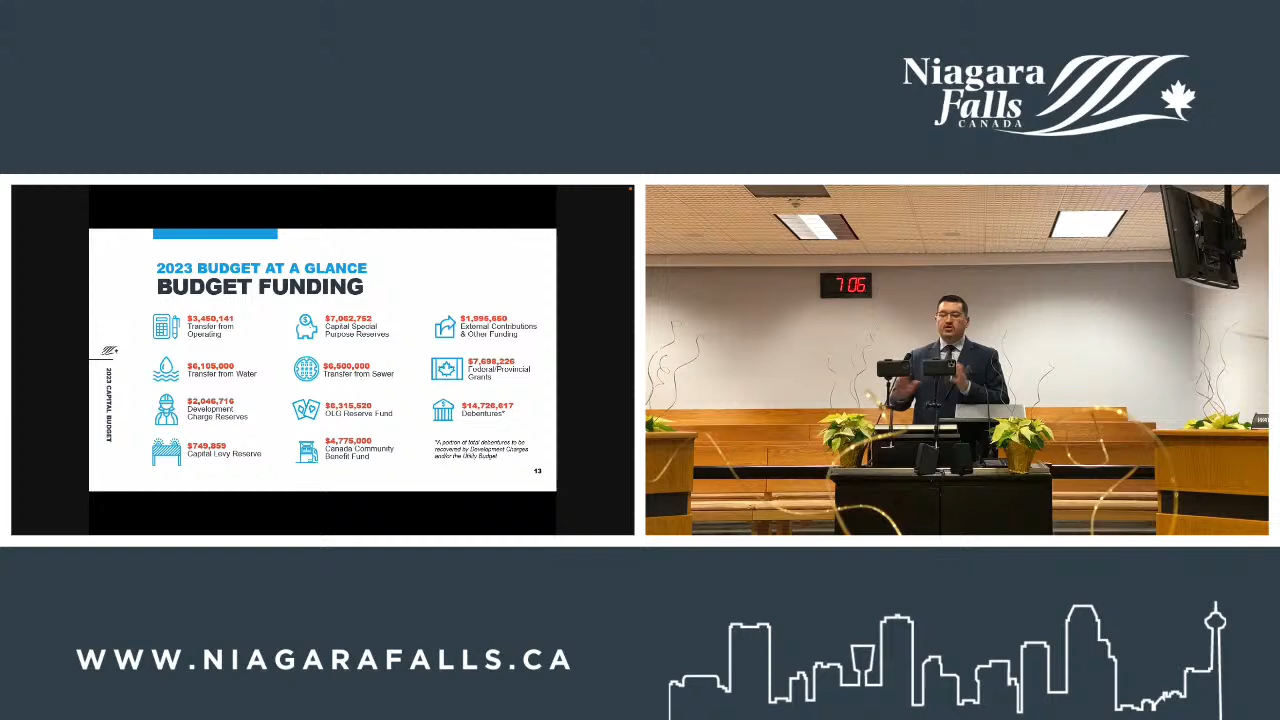 Niagara
Falls
CANADA
2023 BUDGET AT A GLANCE
BUDGET FUNDING
$3,450,141
Transfer from
Operating
$7,062,752
Capital Special
Purpose Reserves
$1,995,660
External Contributions
& Other Funding
$6,105,000
Transfer from Water
$6,500,000
Transfer from Sewer
$7,698,226
Federal/Provincial
Grants
$2,046,716
Development
Charge Reserves
$6,315,520
OLG Reserve Fund
$14,726,617
Debentures*
$749,859
Capital Levy Reserve
$4,775,000
Canada Community
Benefit Fund
*A portion of total debentures to be
recovered by Development Charges
and/or the Utility Budget
13
2023 CAPITAL BUDGET
7:06
WWW.NIAGARAFALLS.CA